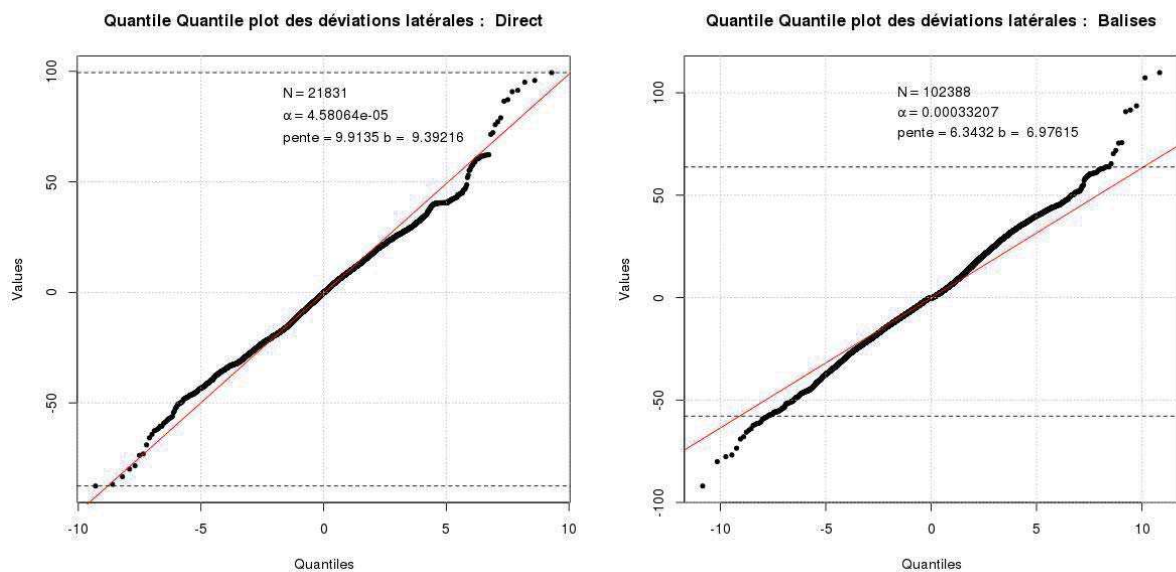 Quantile Quantile plot des déviations latérales :  Direct
N = 21831
α = 4.58064e-05
pente = 9.9135 b =  9.39216
Values
100
50
0
-50
-10
-5
0
5
10
Quantiles
Quantile Quantile plot des déviations latérales :  Balises
N = 102388
α = 0.00033207
pente = 6.3432 b =  6.97615
Values
100
50
0
-50
-100
-10
-5
0
5
10
Quantiles